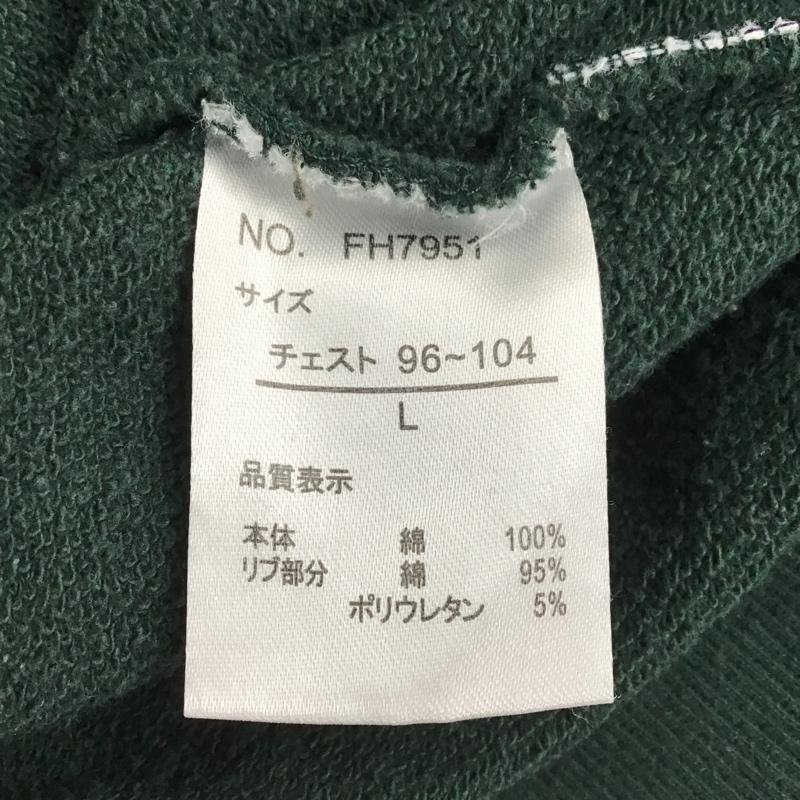 NO. FH7951
サイズ
チェスト 96~104
L
品質表示
本体 綿 100%
リブ部分 綿 95%
ポリウレタン 5%